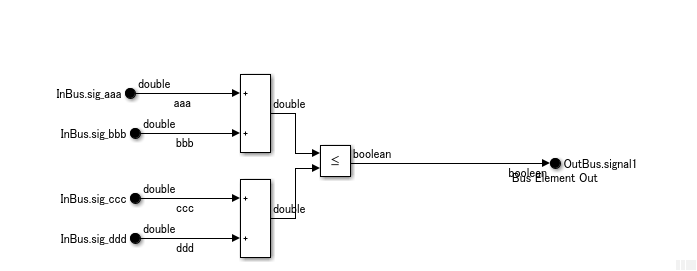 InBus.sig_aaa
double
aaa
+
InBus.sig_bbb
double
bbb
+
double
≤
boolean
boolean
OutBus.signal1
Bus Element Out
InBus.sig_ccc
double
ccc
+
double
InBus.sig_ddd
double
ddd
+